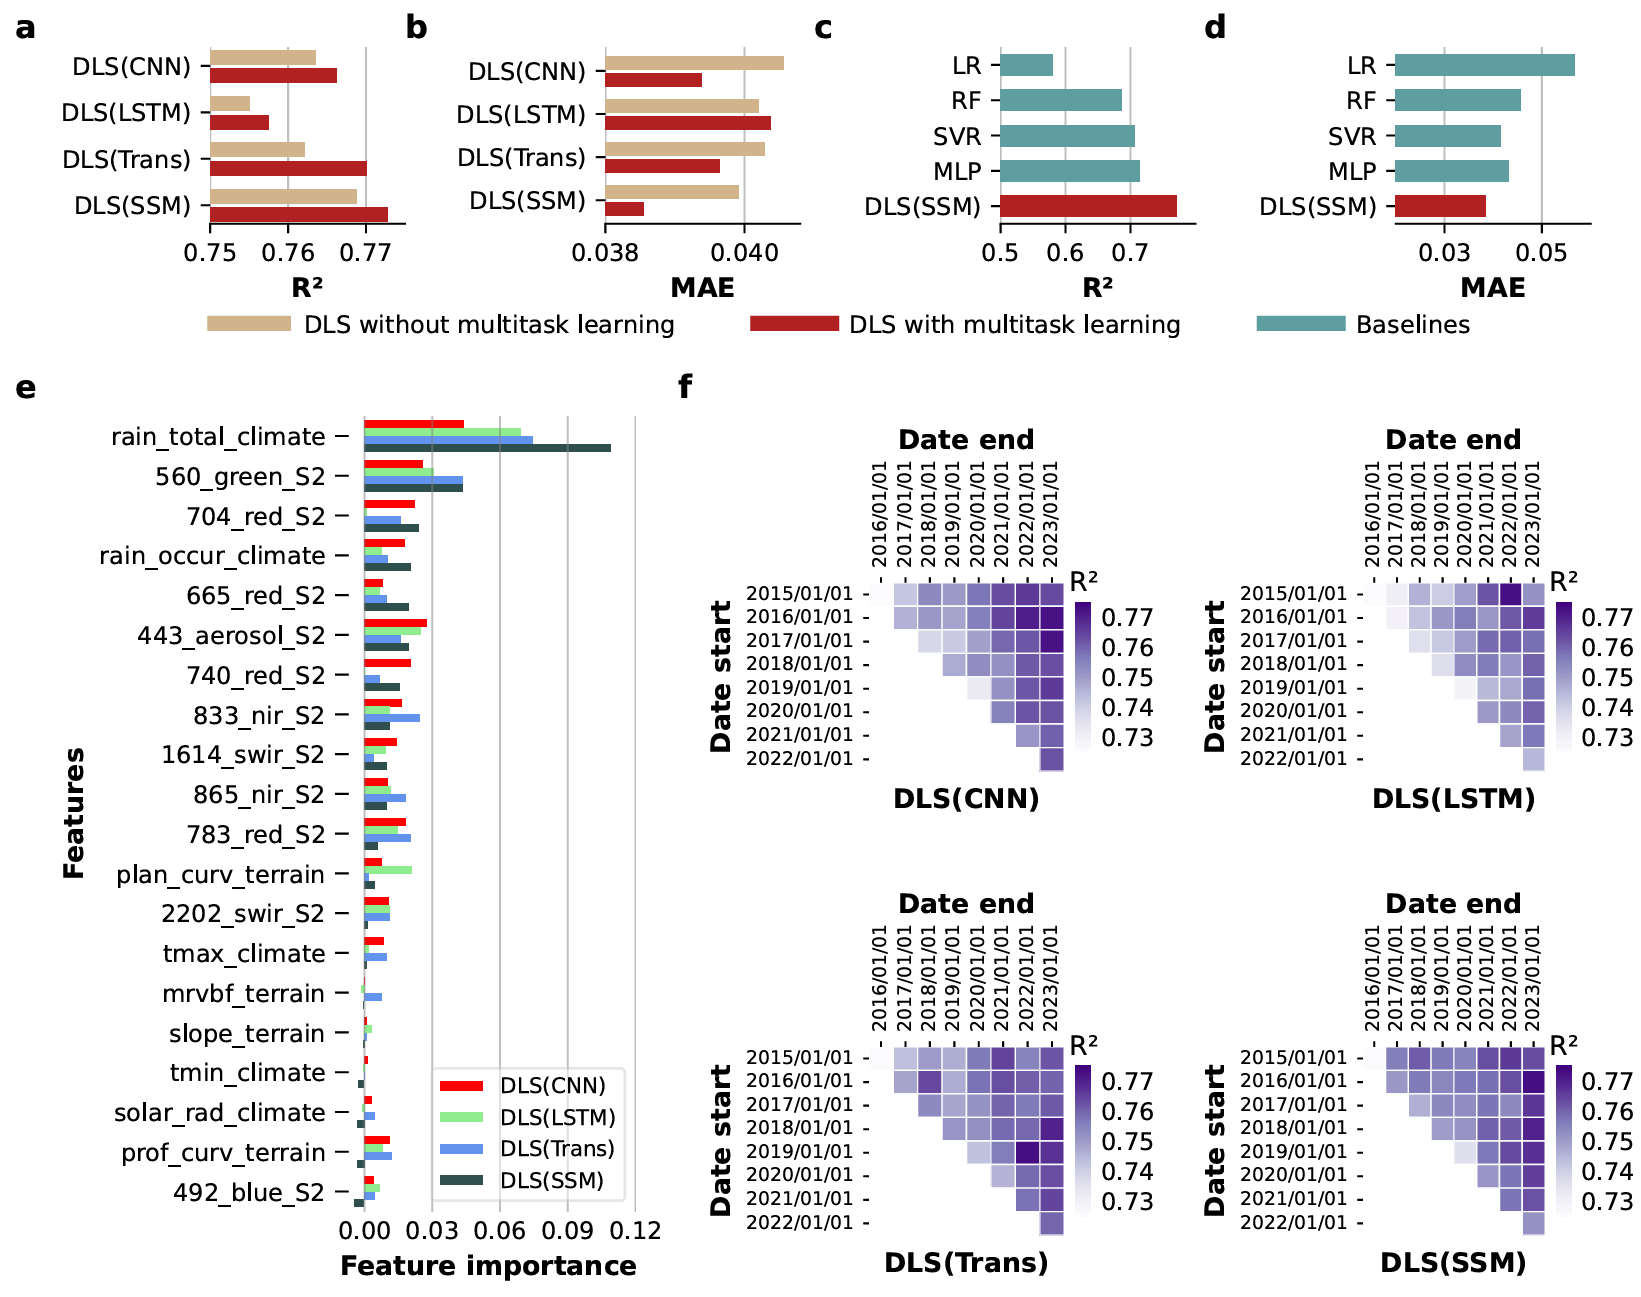 a
DLS(CNN)
DLS(LSTM)
DLS(Trans)
DLS(SSM)
0.75 0.76 0.77
R²
b
DLS(CNN)
DLS(LSTM)
DLS(Trans)
DLS(SSM)
0.038 0.040
MAE
c
LR
RF
SVR
MLP
DLS(SSM)
0.5 0.6 0.7
R²
d
LR
RF
SVR
MLP
DLS(SSM)
0.03 0.05
MAE
DLS without multitask learning
DLS with multitask learning
Baselines
e
Features
rain_total_climate
560_green_S2
704_red_S2
rain_occur_climate
665_red_S2
443_aerosol_S2
740_red_S2
833_nir_S2
1614_swir_S2
865_nir_S2
783_red_S2
plan_curv_terrain
2202_swir_S2
tmax_climate
mrvbf_terrain
slope_terrain
tmin_climate
solar_rad_climate
prof_curv_terrain
492_blue_S2
DLS(CNN)
DLS(LSTM)
DLS(Trans)
DLS(SSM)
0.00 0.03 0.06 0.09 0.12
Feature importance
f
Date end
2016/01/01
2017/01/01
2018/01/01
2019/01/01
2020/01/01
2021/01/01
2022/01/01
2023/01/01
Date start
2015/01/01
2016/01/01
2017/01/01
2018/01/01
2019/01/01
2020/01/01
2021/01/01
2022/01/01
R²
0.77
0.76
0.75
0.74
0.73
DLS(CNN)
Date end
2016/01/01
2017/01/01
2018/01/01
2019/01/01
2020/01/01
2021/01/01
2022/01/01
2023/01/01
Date start
2015/01/01
2016/01/01
2017/01/01
2018/01/01
2019/01/01
2020/01/01
2021/01/01
2022/01/01
R²
0.77
0.76
0.75
0.74
0.73
DLS(LSTM)
Date end
2016/01/01
2017/01/01
2018/01/01
2019/01/01
2020/01/01
2021/01/01
2022/01/01
2023/01/01
Date start
2015/01/01
2016/01/01
2017/01/01
2018/01/01
2019/01/01
2020/01/01
2021/01/01
2022/01/01
R²
0.77
0.76
0.75
0.74
0.73
DLS(Trans)
Date end
2016/01/01
2017/01/01
2018/01/01
2019/01/01
2020/01/01
2021/01/01
2022/01/01
2023/01/01
Date start
2015/01/01
2016/01/01
2017/01/01
2018/01/01
2019/01/01
2020/01/01
2021/01/01
2022/01/01
R²
0.77
0.76
0.75
0.74
0.73
DLS(SSM)